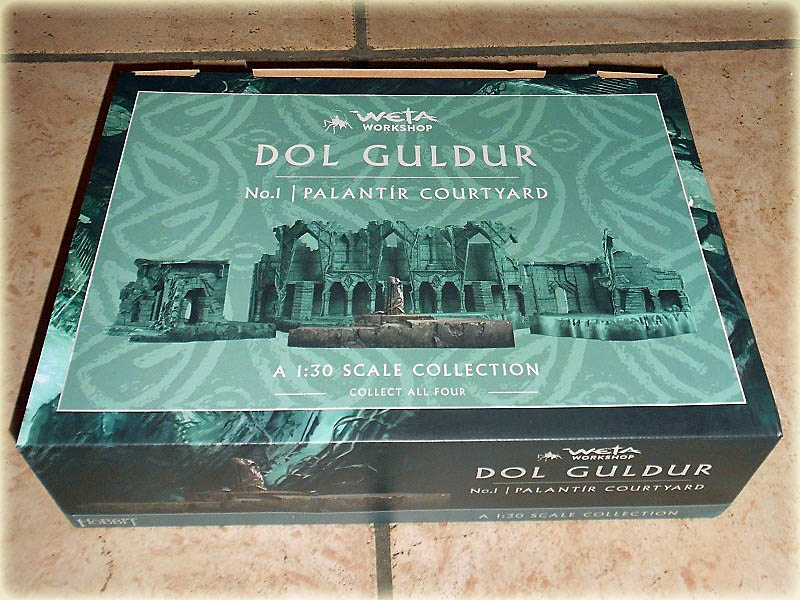 WETA
WORKSHOP
DOL GULDUR
No.1 | PALANTÍR COURTYARD
A 1:30 SCALE COLLECTION
COLLECT ALL FOUR
WETA
WORKSHOP
DOL GULDUR
No.1 | PALANTÍR COURTYARD
HOBBIT
A 1:30 SCALE COLLECTION